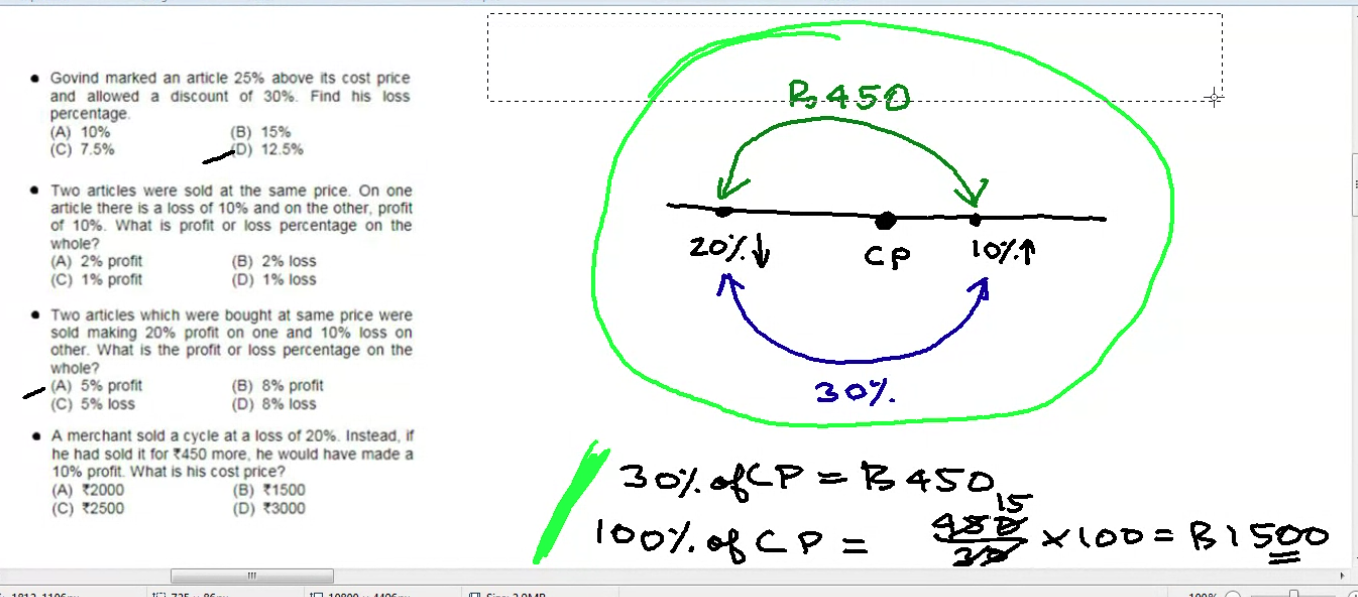 • Govind marked an article 25% above its cost price
and allowed a discount of 30%. Find his loss
percentage.
(A) 10% (B) 15%
(C) 7.5% (D) 12.5%
• Two articles were sold at the same price. On one
article there is a loss of 10% and on the other, profit
of 10%. What is profit or loss percentage on the
whole?
(A) 2% profit (B) 2% loss
(C) 1% profit (D) 1% loss
• Two articles which were bought at same price were
sold making 20% profit on one and 10% loss on
other. What is the profit or loss percentage on the
whole?
(A) 5% profit (B) 8% profit
(C) 5% loss (D) 8% loss
• A merchant sold a cycle at a loss of 20%. Instead, if
he had sold it for ₹450 more, he would have made a
10% profit. What is his cost price?
(A) ₹2000 (B) ₹1500
(C) ₹2500 (D) ₹3000
Rs 450
20%↓ CP 10%↑
30%
30% of CP = Rs 450
15
100% of CP = 450/30 × 100 = Rs 1500
100%